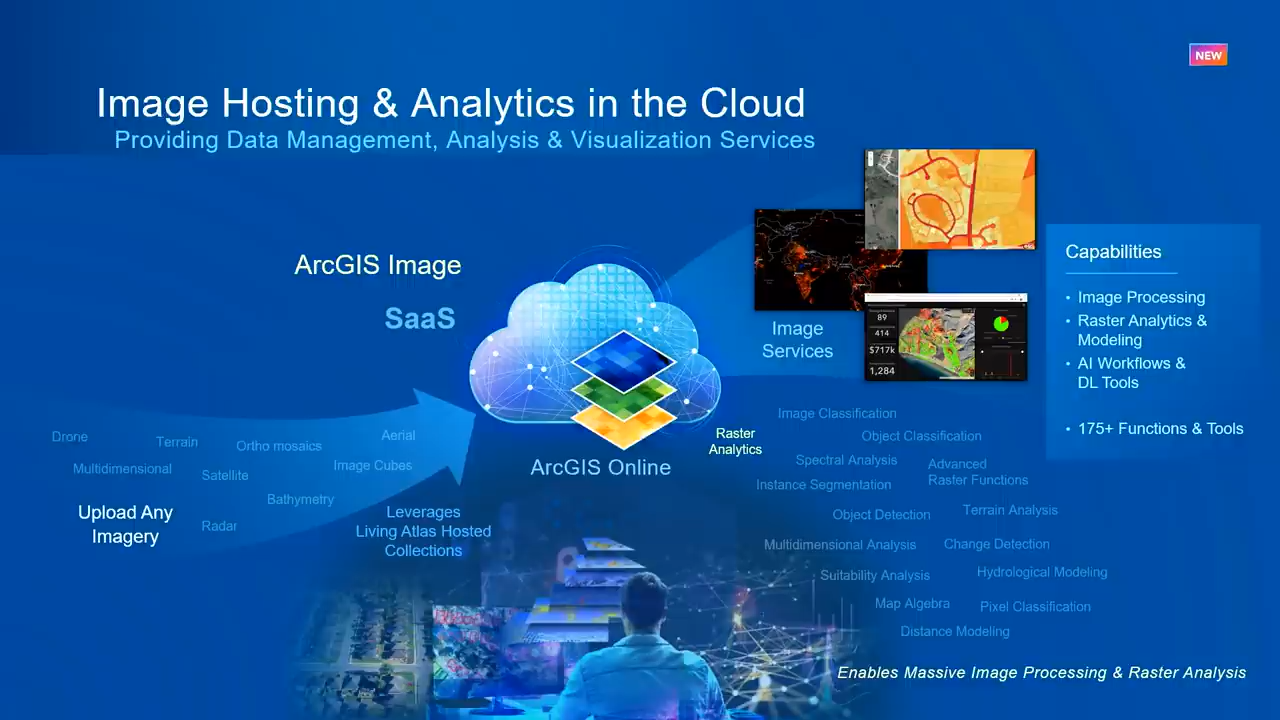 NEW
Image Hosting & Analytics in the Cloud
Providing Data Management, Analysis & Visualization Services
ArcGIS Image
SaaS
ArcGIS Online
Drone
Terrain
Ortho mosaics
Aerial
Multidimensional
Satellite
Image Cubes
Bathymetry
Radar
Upload Any
Imagery
Leverages
Living Atlas Hosted
Collections
Image
Services
89
414
$717k
1,284
Capabilities
• Image Processing
• Raster Analytics &
Modeling
• AI Workflows &
DL Tools
• 175+ Functions & Tools
Raster
Analytics
Image Classification
Object Classification
Spectral Analysis
Advanced
Raster Functions
Instance Segmentation
Object Detection
Terrain Analysis
Multidimensional Analysis
Change Detection
Suitability Analysis
Hydrological Modeling
Map Algebra
Pixel Classification
Distance Modeling
Enables Massive Image Processing & Raster Analysis